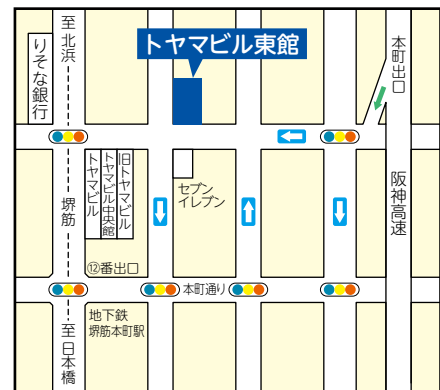 至北浜
りそな銀行
トヤマビル東館
本町出口
トヤマビル
トヤマビル中央館
旧トヤマビル
セブン
イレブン
堺筋
阪神高速
⑫番出口
本町通り
地下鉄
堺筋本町駅
至日本橋